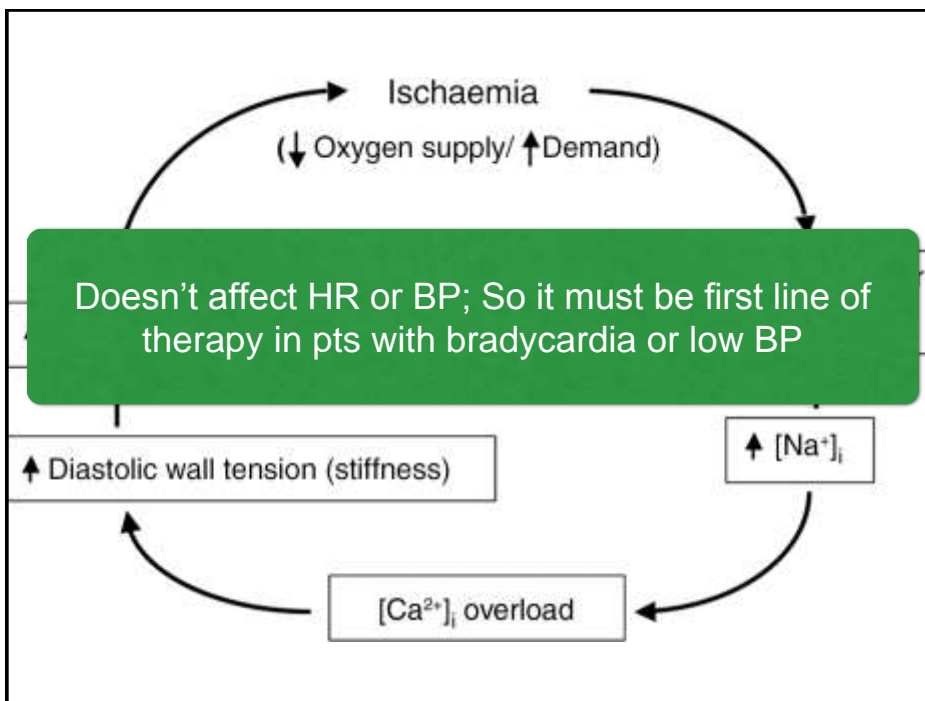 Ischaemia
(↓ Oxygen supply/ ↑Demand)
Doesn’t affect HR or BP; So it must be first line of
therapy in pts with bradycardia or low BP
↑ [Na⁺]ᵢ
↑ Diastolic wall tension (stiffness)
[Ca²⁺]ᵢ overload